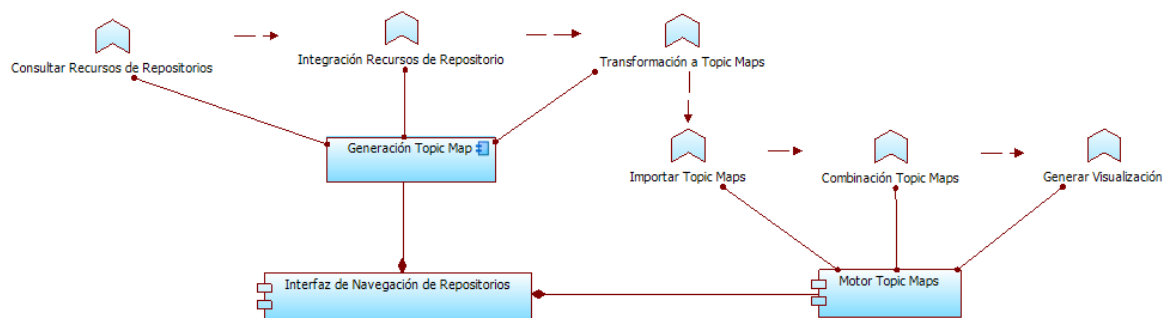 Consultar Recursos de Repositorios
Integración Recursos de Repositorio
Transformación a Topic Maps
Generación Topic Map
Importar Topic Maps
Combinación Topic Maps
Generar Visualización
Interfaz de Navegación de Repositorios
Motor Topic Maps